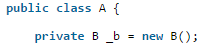 public class A {
private B _b = new B();